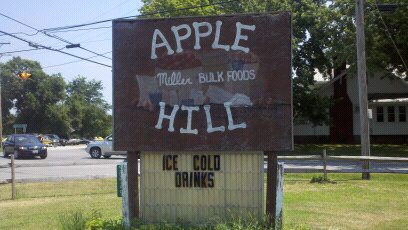 APPLE
Miller BULK FOODS
HILL
ICE COLD
DRINKS